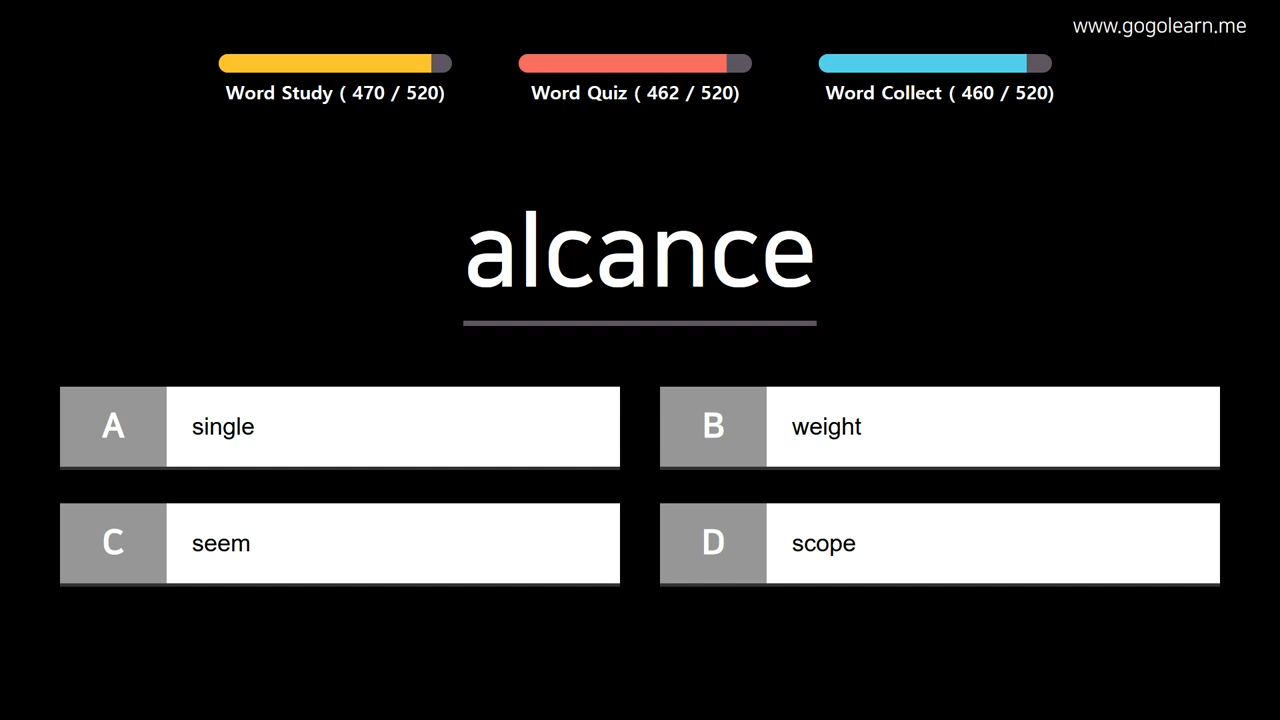 www.gogolearn.me
Word Study ( 470 / 520)
Word Quiz ( 462 / 520)
Word Collect ( 460 / 520)
alcance
A single
B weight
C seem
D scope